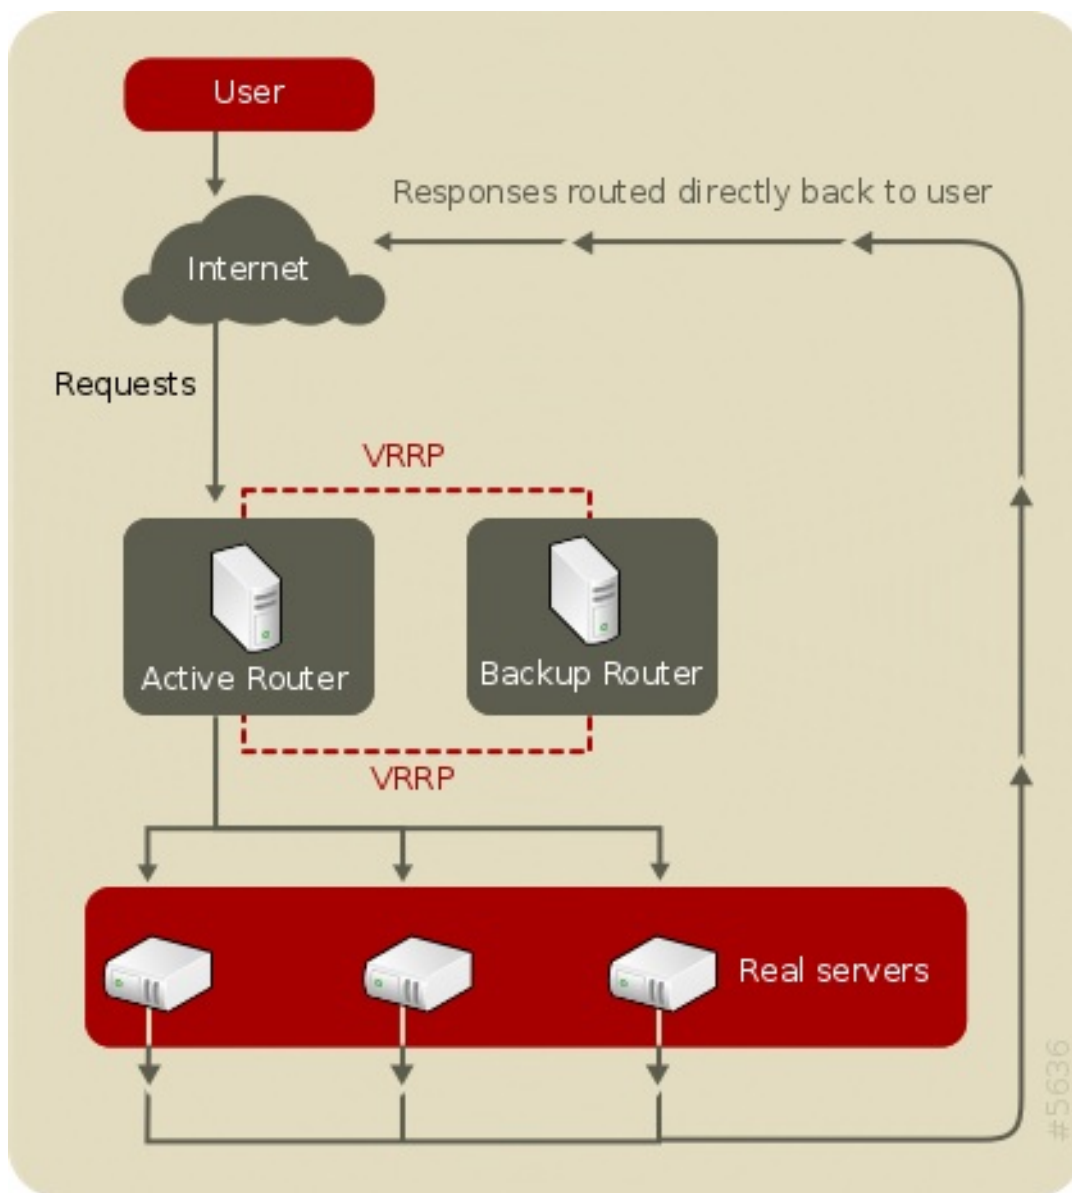 User
Responses routed directly back to user
Internet
Requests
VRRP
Active Router
Backup Router
VRRP
Real servers
#5636